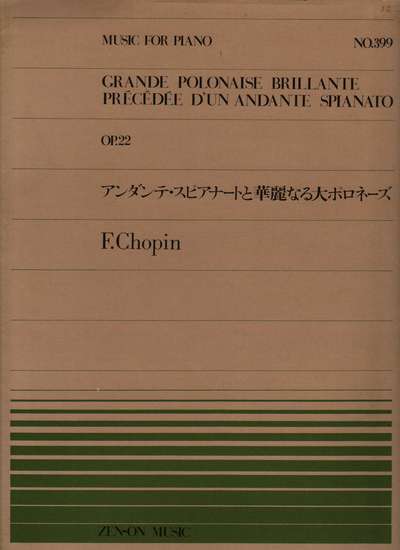 MUSIC FOR PIANO NO.399
GRANDE POLONAISE BRILLANTE
PRÉCÉDÉE D'UN ANDANTE SPIANATO
OP.22
アンダンテ・スピアナートと華麗なる大ポロネーズ
F.Chopin
ZEN-ON MUSIC